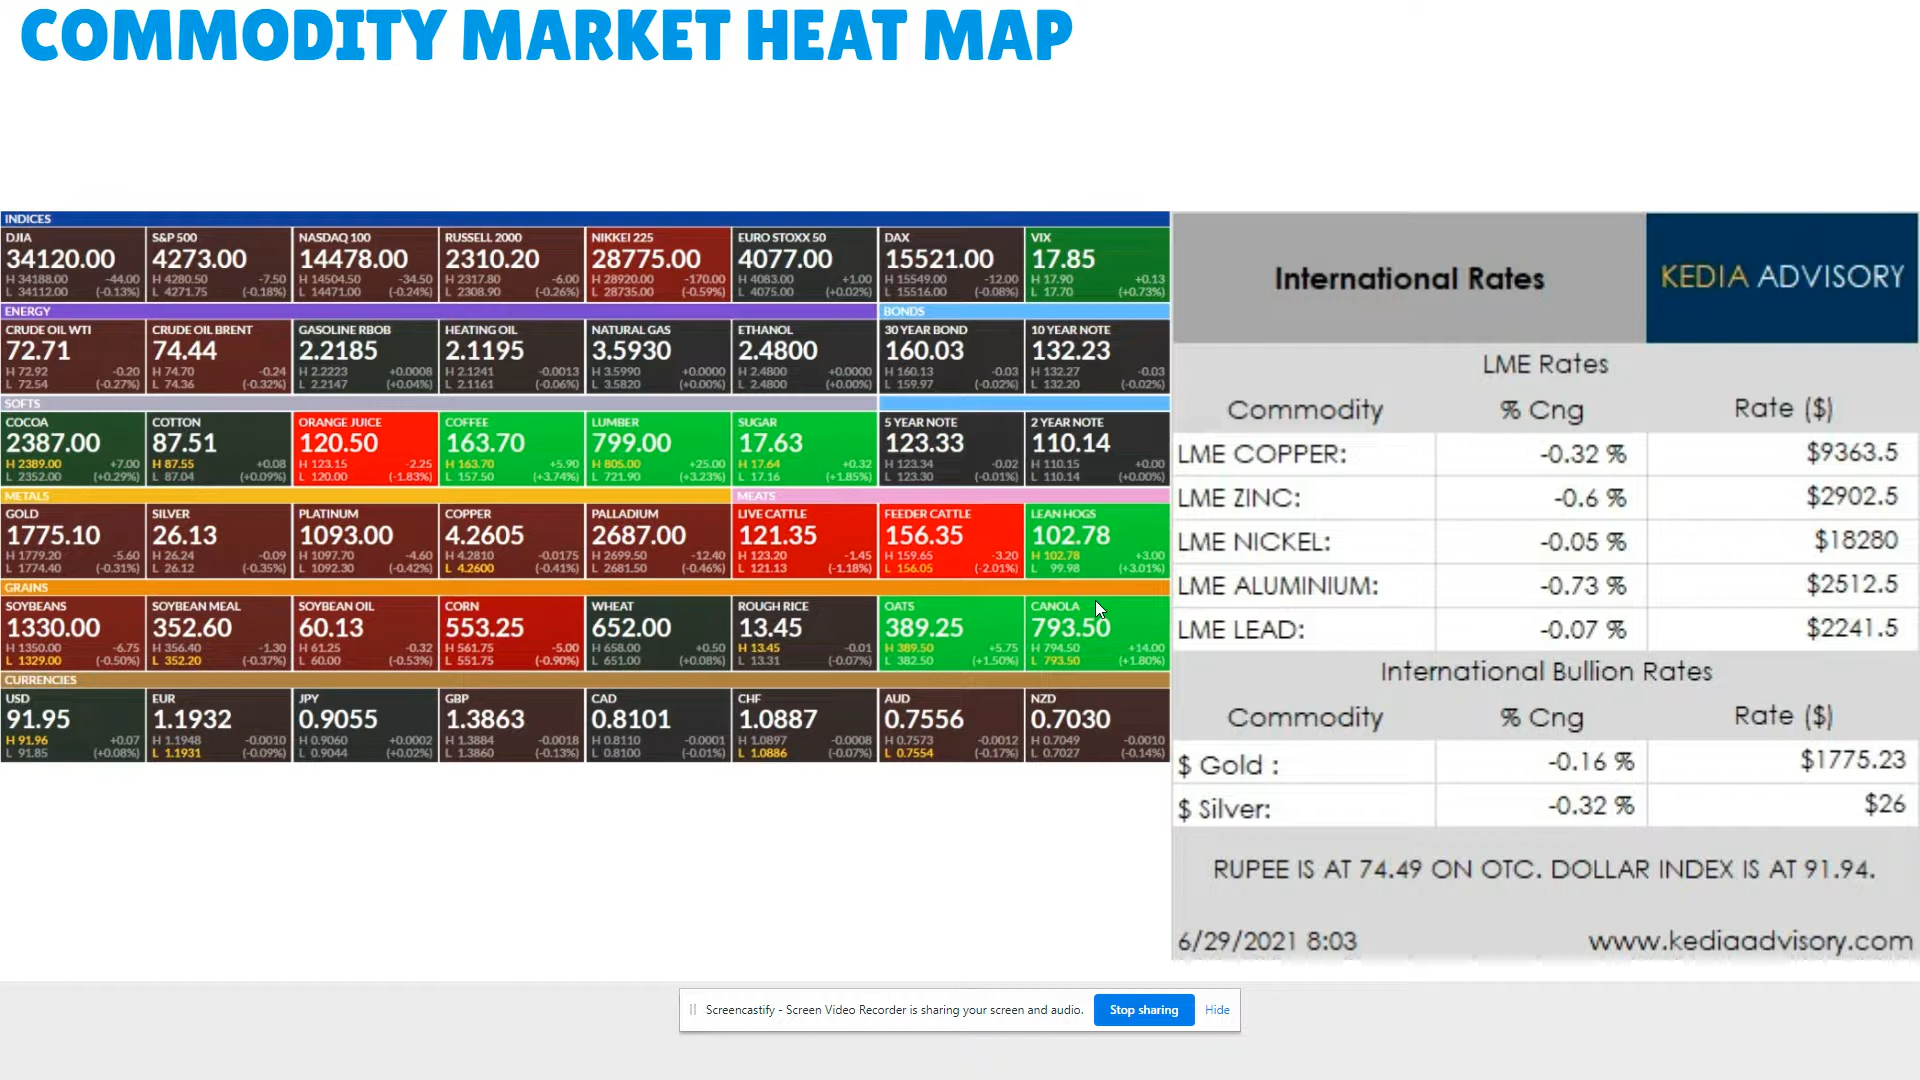 COMMODITY MARKET HEAT MAP
INDICES
DJIA
34120.00
H 34188.00 -44.00
L 34112.00 (-0.13%)
S&P 500
4273.00
H 4280.50 -7.50
L 4271.75 (-0.18%)
NASDAQ 100
14478.00
H 14504.50 -34.50
L 14471.00 (-0.24%)
RUSSELL 2000
2310.20
H 2317.80 -6.00
L 2308.90 (-0.26%)
NIKKEI 225
28775.00
H 28920.00 -170.00
L 28735.00 (-0.59%)
EURO STOXX 50
4077.00
H 4083.00 +1.00
L 4075.00 (+0.02%)
DAX
15521.00
H 15549.00 -12.00
L 15516.00 (-0.08%)
VIX
17.85
H 17.90 +0.13
L 17.70 (+0.73%)
ENERGY
BONDS
CRUDE OIL WTI
72.71
H 72.92 -0.20
L 72.54 (-0.27%)
CRUDE OIL BRENT
74.44
H 74.70 -0.24
L 74.36 (-0.32%)
GASOLINE RBOB
2.2185
H 2.2223 +0.0008
L 2.2147 (+0.04%)
HEATING OIL
2.1195
H 2.1241 -0.0013
L 2.1161 (-0.06%)
NATURAL GAS
3.5930
H 3.5990 +0.0000
L 3.5820 (+0.00%)
ETHANOL
2.4800
H 2.4800 +0.0000
L 2.4800 (+0.00%)
30 YEAR BOND
160.03
H 160.13 -0.03
L 159.97 (-0.02%)
10 YEAR NOTE
132.23
H 132.27 -0.03
L 132.20 (-0.02%)
SOFTS
COCOA
2387.00
H 2389.00 +7.00
L 2352.00 (+0.29%)
COTTON
87.51
H 87.55 +0.08
L 87.04 (+0.09%)
ORANGE JUICE
120.50
H 123.15 -2.25
L 120.00 (-1.83%)
COFFEE
163.70
H 163.70 +5.90
L 157.50 (+3.74%)
LUMBER
799.00
H 805.00 +25.00
L 721.90 (+3.23%)
SUGAR
17.63
H 17.64 +0.32
L 17.16 (+1.85%)
5 YEAR NOTE
123.33
H 123.34 -0.02
L 123.30 (-0.01%)
2 YEAR NOTE
110.14
H 110.15 +0.00
L 110.14 (+0.00%)
METALS
MEATS
GOLD
1775.10
H 1779.20 -5.60
L 1774.40 (-0.31%)
SILVER
26.13
H 26.24 -0.09
L 26.12 (-0.35%)
PLATINUM
1093.00
H 1097.70 -4.60
L 1092.30 (-0.42%)
COPPER
4.2605
H 4.2810 -0.0175
L 4.2600 (-0.41%)
PALLADIUM
2687.00
H 2699.50 -12.40
L 2681.50 (-0.46%)
LIVE CATTLE
121.35
H 123.20 -1.45
L 121.13 (-1.18%)
FEEDER CATTLE
156.35
H 159.65 -3.20
L 156.05 (-2.01%)
LEAN HOGS
102.78
H 102.78 +3.00
L 99.98 (+3.01%)
GRAINS
SOYBEANS
1330.00
H 1350.00 -6.75
L 1329.00 (-0.50%)
SOYBEAN MEAL
352.60
H 356.40 -1.30
L 352.20 (-0.37%)
SOYBEAN OIL
60.13
H 61.25 -0.32
L 60.00 (-0.53%)
CORN
553.25
H 561.75 -5.00
L 551.75 (-0.90%)
WHEAT
652.00
H 658.00 +0.50
L 651.00 (+0.08%)
ROUGH RICE
13.45
H 13.45 -0.01
L 13.31 (-0.07%)
OATS
389.25
H 389.50 +5.75
L 382.50 (+1.50%)
CANOLA
793.50
H 794.50 +14.00
L 793.50 (+1.80%)
CURRENCIES
USD
91.95
H 91.96 +0.07
L 91.85 (+0.08%)
EUR
1.1932
H 1.1948 -0.0010
L 1.1931 (-0.09%)
JPY
0.9055
H 0.9060 +0.0002
L 0.9044 (+0.02%)
GBP
1.3863
H 1.3884 -0.0018
L 1.3860 (-0.13%)
CAD
0.8101
H 0.8110 -0.0001
L 0.8100 (-0.01%)
CHF
1.0887
H 1.0897 -0.0008
L 1.0886 (-0.07%)
AUD
0.7556
H 0.7573 -0.0012
L 0.7554 (-0.17%)
NZD
0.7030
H 0.7049 -0.0010
L 0.7027 (-0.14%)
International Rates
KEDIA ADVISORY
LME Rates
Commodity % Cng Rate ($)
LME COPPER: -0.32 % $9363.5
LME ZINC: -0.6 % $2902.5
LME NICKEL: -0.05 % $18280
LME ALUMINIUM: -0.73 % $2512.5
LME LEAD: -0.07 % $2241.5
International Bullion Rates
Commodity % Cng Rate ($)
$ Gold : -0.16 % $1775.23
$ Silver: -0.32 % $26
RUPEE IS AT 74.49 ON OTC. DOLLAR INDEX IS AT 91.94.
6/29/2021 8:03 www.kediaadvisory.com
Screencastify - Screen Video Recorder is sharing your screen and audio. Stop sharing Hide